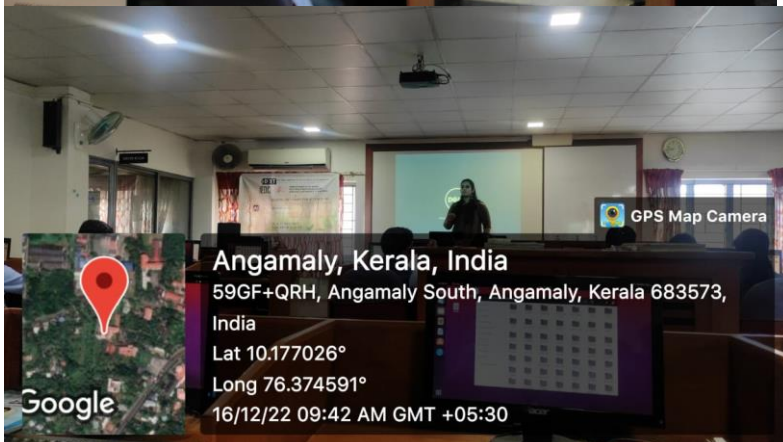 GPS Map Camera
Angamaly, Kerala, India
59GF+QRH, Angamaly South, Angamaly, Kerala 683573,
India
Lat 10.177026°
Long 76.374591°
16/12/22 09:42 AM GMT +05:30
Google
acer